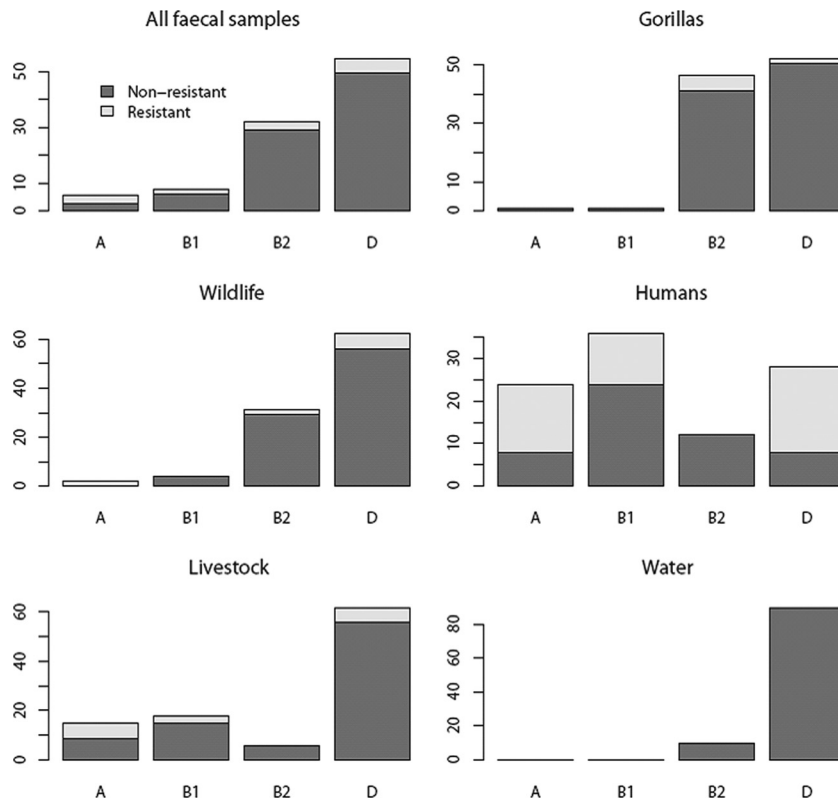 All faecal samples
50
30
10
0
Non−resistant
Resistant
A B1 B2 D
Gorillas
50
30
10
0
A B1 B2 D
Wildlife
60
40
20
0
A B1 B2 D
Humans
30
20
10
0
A B1 B2 D
Livestock
60
40
20
0
A B1 B2 D
Water
80
60
40
20
0
A B1 B2 D